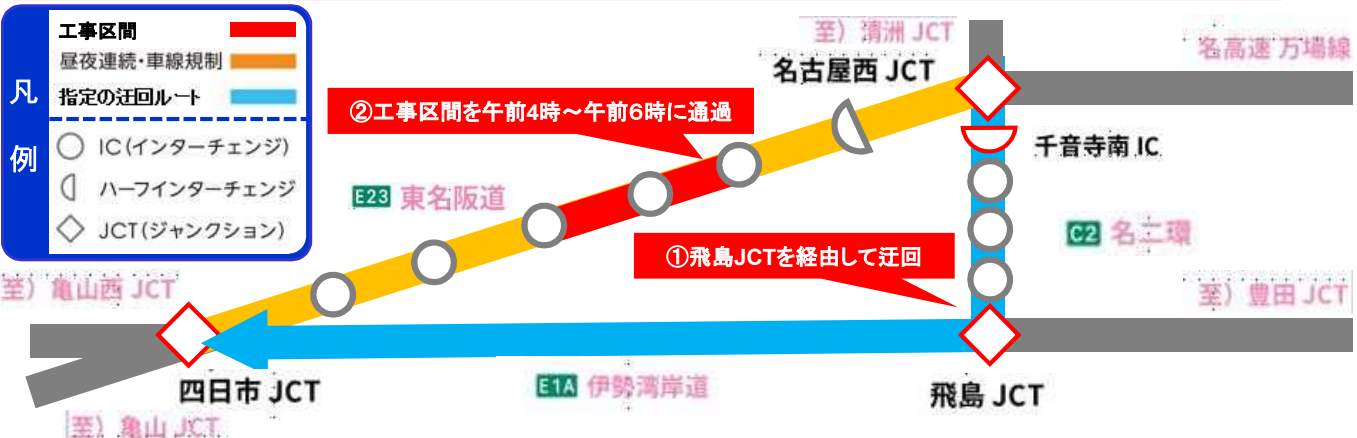 凡例
工事区間
昼夜連続・車線規制
指定の迂回ルート
IC(インターチェンジ)
ハーフインターチェンジ
JCT(ジャンクション)
至）清洲 JCT
名古屋西 JCT
名高速 万場線
②工事区間を午前4時～午前6時に通過
千音寺南 IC
E23 東名阪道
C2 名二環
①飛島JCTを経由して迂回
至）亀山西 JCT
至）豊田 JCT
四日市 JCT
E1A 伊勢湾岸道
飛島 JCT
至）亀山 JCT